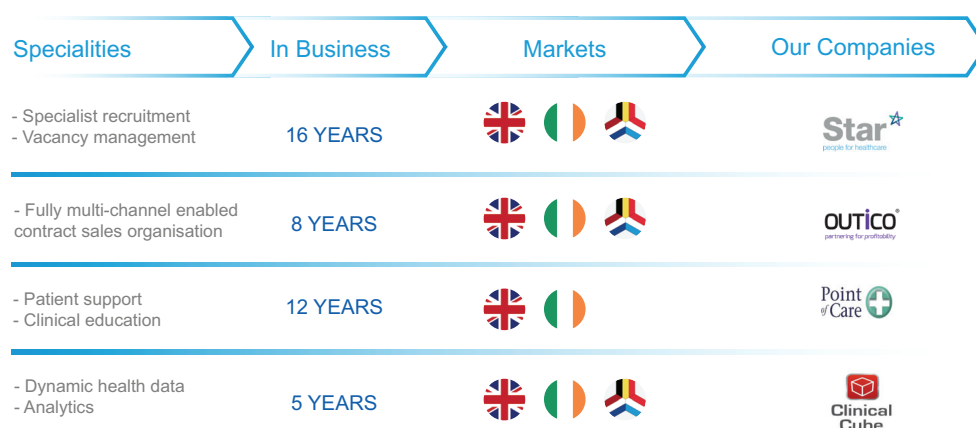 Specialities
In Business
Markets
Our Companies
- Specialist recruitment
- Vacancy management
16 YEARS
Star
people for healthcare
- Fully multi-channel enabled
contract sales organisation
8 YEARS
OUTiCO
partnering for profitability
- Patient support
- Clinical education
12 YEARS
Point
of Care
- Dynamic health data
- Analytics
5 YEARS
Clinical
Cube